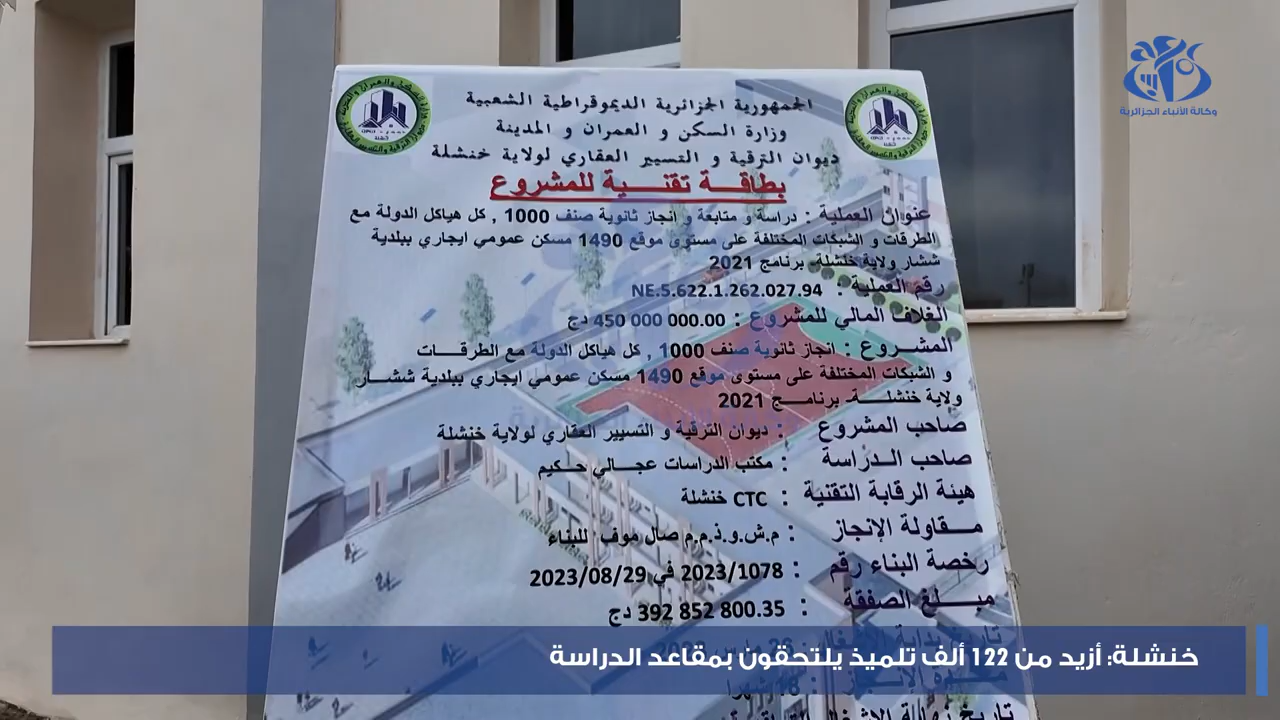 وكالة الأنباء الجزائرية
الجمهورية الجزائرية الديموقراطية الشعبية
وزارة السكن و العمران و المدينة
ديوان الترقية و التسيير العقاري لولاية خنشلة
بطاقة تقنية للمشروع
عنوان العملية : دراسة و متابعة و انجاز ثانوية صنف 1000 , كل هياكل الدولة مع
الطرقات و الشبكات المختلفة على مستوى موقع 1490 مسكن عمومي ايجاري ببلدية
ششار ولاية خنشلة- برنامج 2021
رقم العملية : NE.5.622.1.262.027.94
الغلاف المالي للمشروع : 450 000 000.00 دج
المشروع : انجاز ثانوية صنف 1000 , كل هياكل الدولة مع الطرقات
و الشبكات المختلفة على مستوى موقع 1490 مسكن عمومي ايجاري ببلدية ششار
ولاية خنشلة- برنامج 2021
صاحب المشروع : ديوان الترقية و التسيير العقاري لولاية خنشلة
صاحب الدراسة : مكتب الدراسات عجالي حكيم
هيئة الرقابة التقنية : CTC خنشلة
مقاولة الإنجاز : م.ش.و.ذ.م.م صال موف للبناء
رخصة البناء رقم : 2023/1078 في 2023/08/29
مبلغ الصفقة : 392 852 800.35 دج
خنشلة: أزيد من 122 ألف تلميذ يلتحقون بمقاعد الدراسة